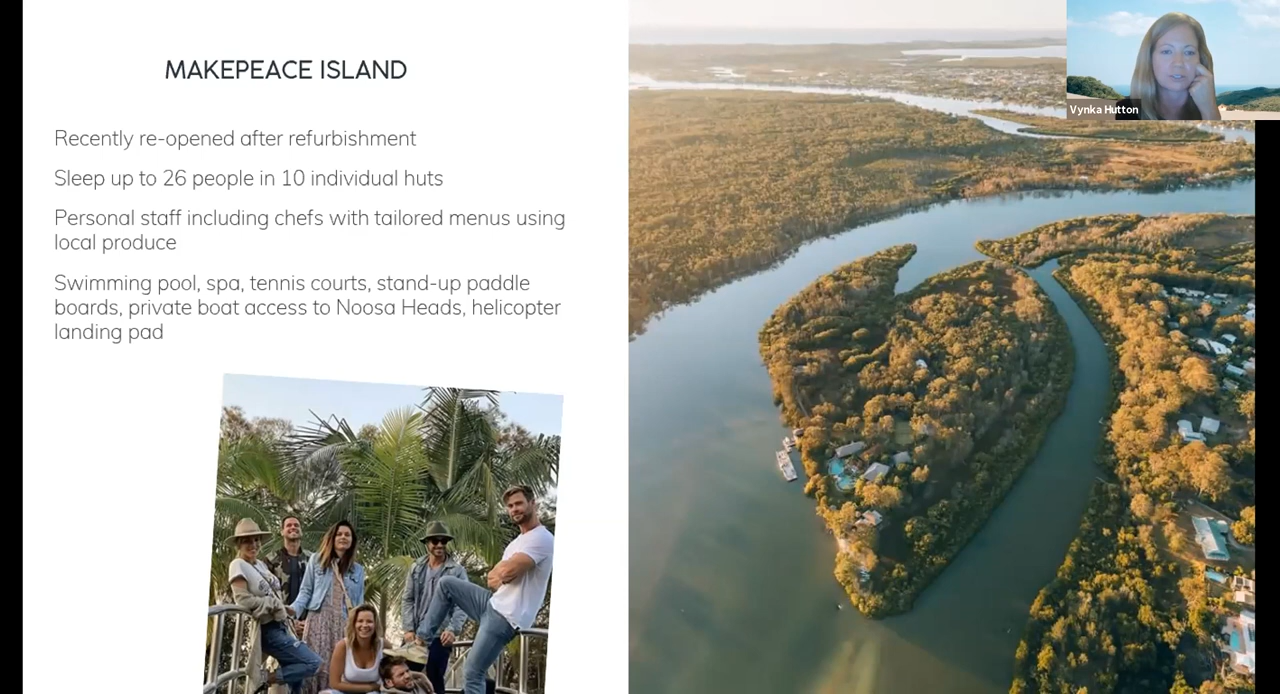 MAKEPEACE ISLAND
Recently re-opened after refurbishment
Sleep up to 26 people in 10 individual huts
Personal staff including chefs with tailored menus using
local produce
Swimming pool, spa, tennis courts, stand-up paddle
boards, private boat access to Noosa Heads, helicopter
landing pad
Vynka Hutton